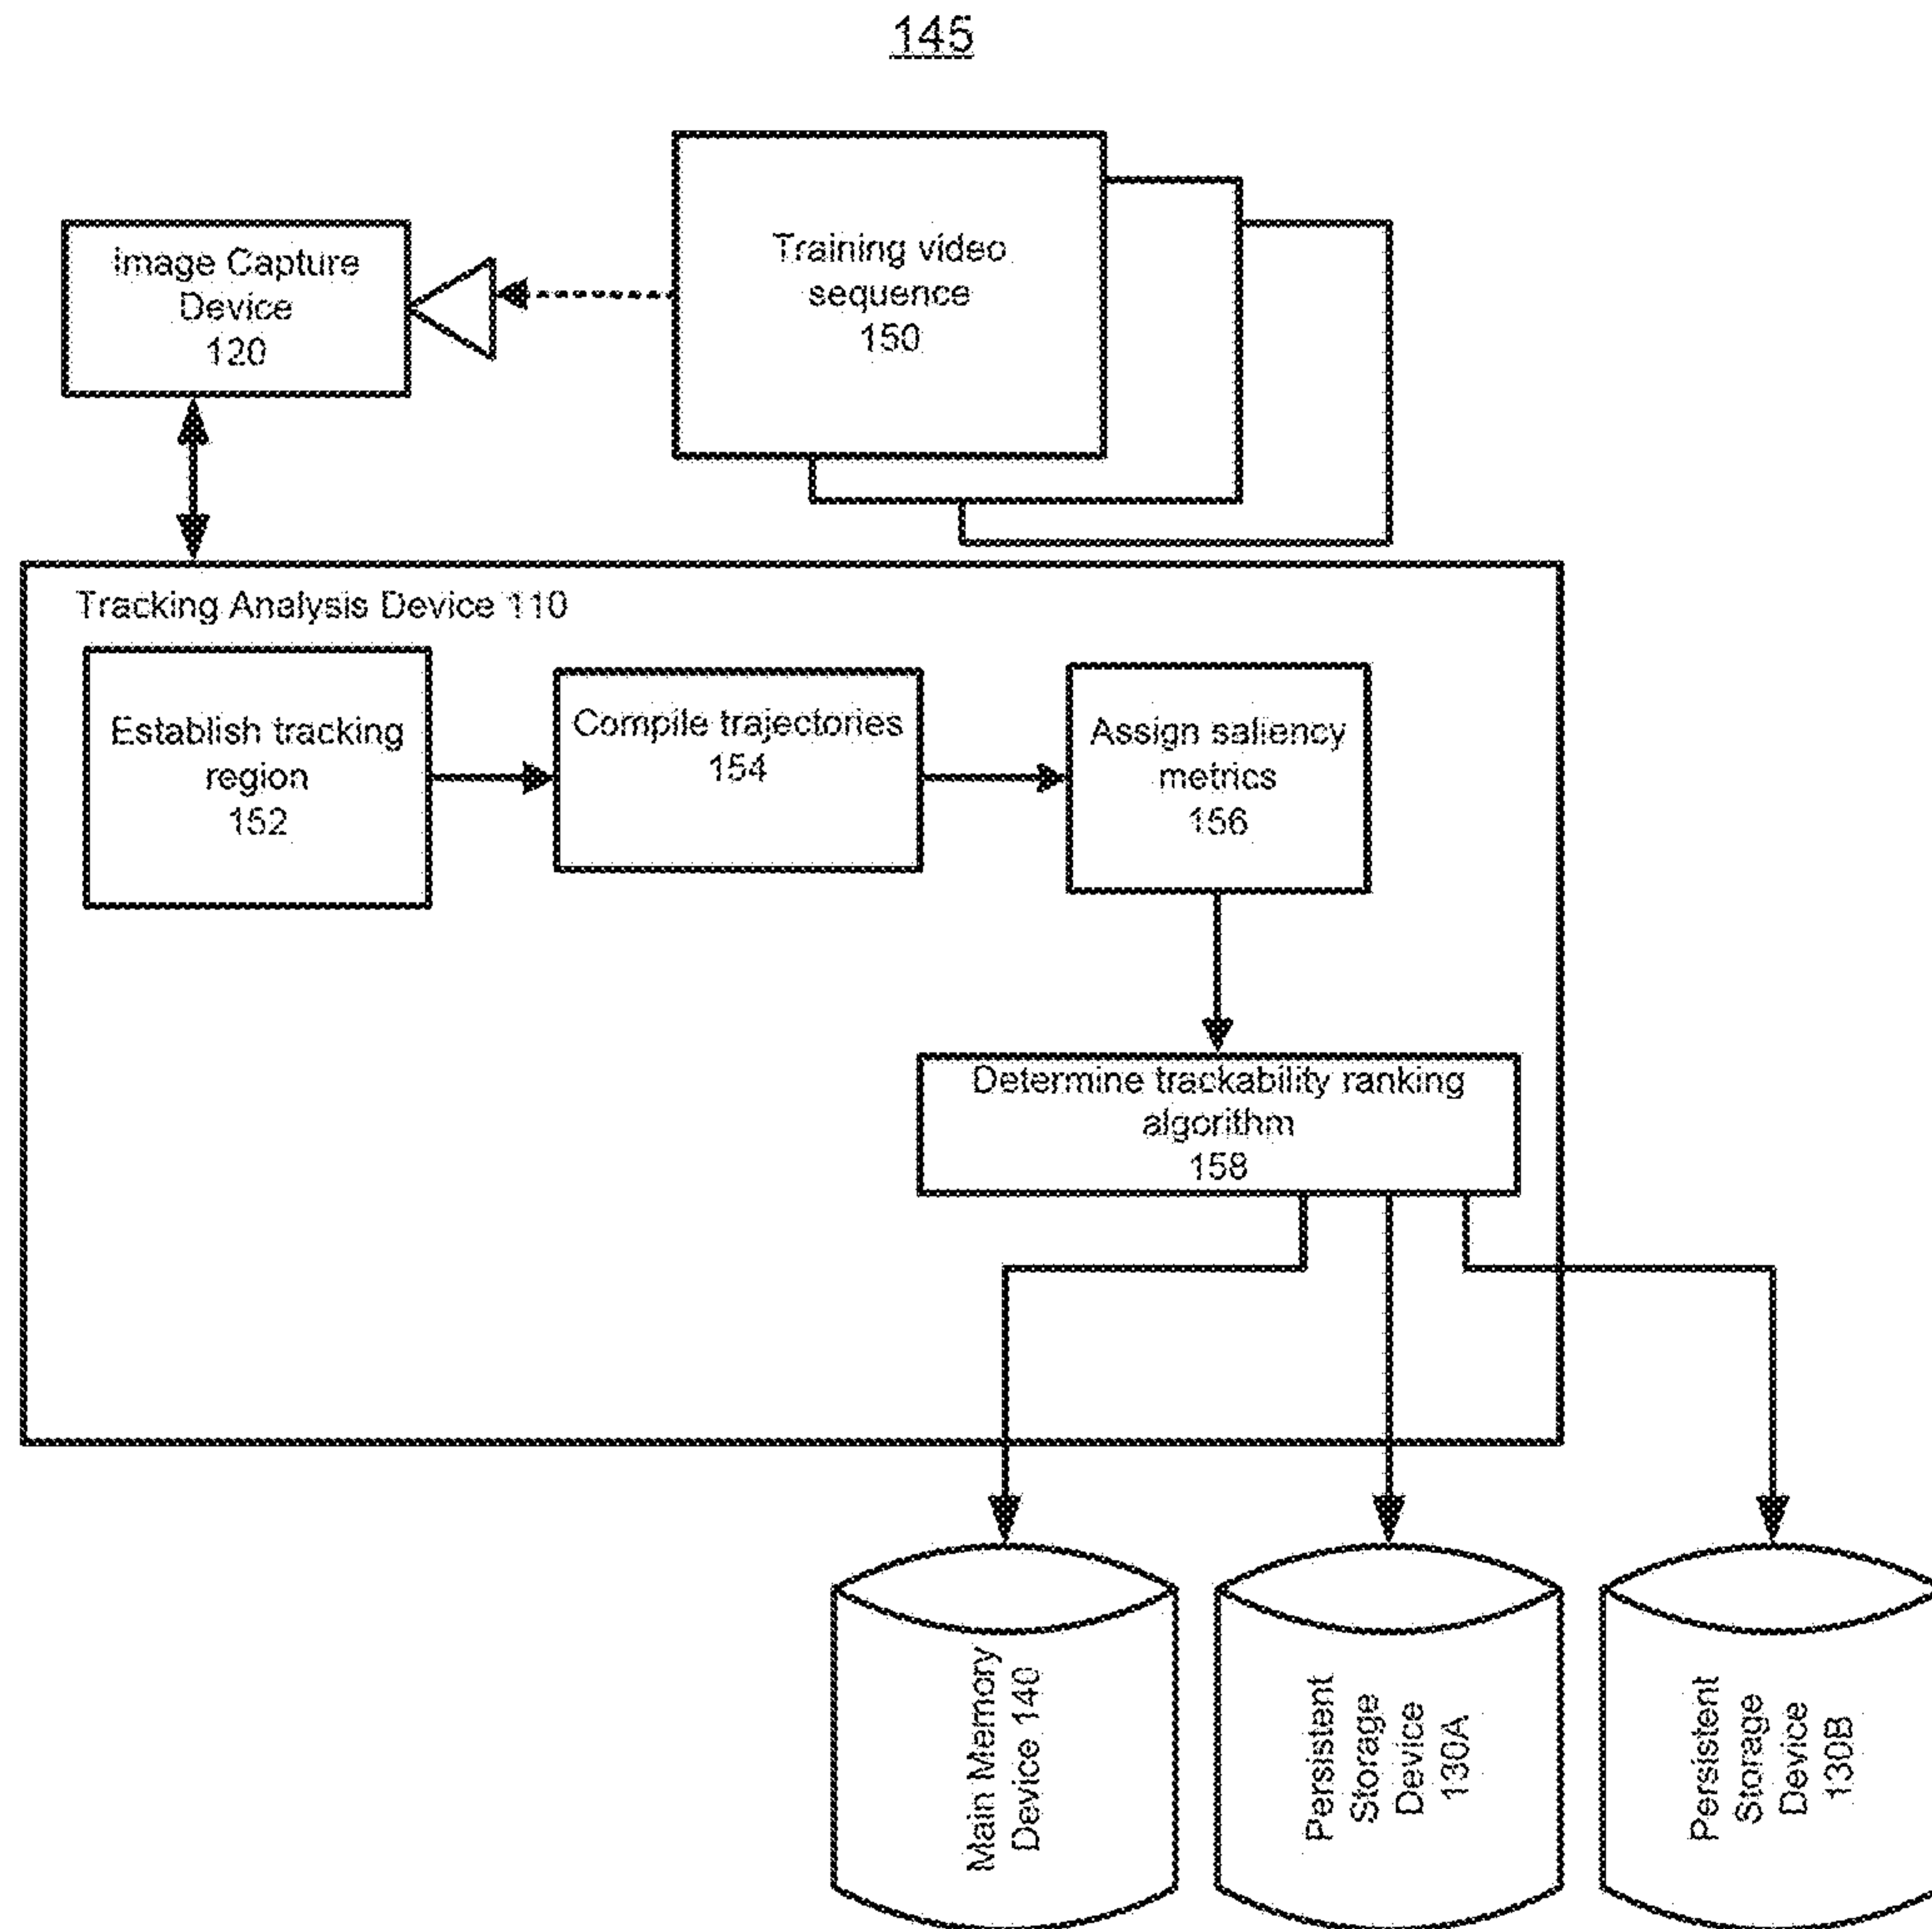 145
Image Capture
Device
120
Training video
sequence
150
Tracking Analysis Device 110
Establish tracking
region
152
Compile trajectories
154
Assign saliency
metrics
156
Determine trackability ranking
algorithm
158
Main Memory
Device 140
Persistent
Storage
Device
130A
Persistent
Storage
Device
130B